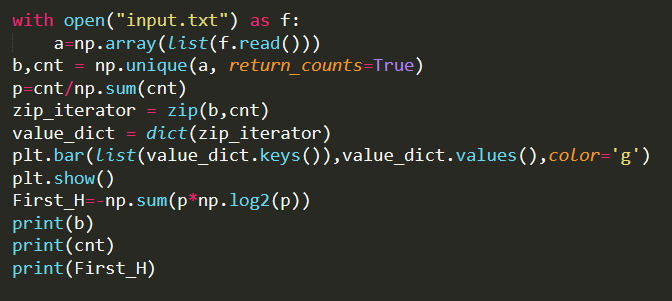 with open("input.txt") as f:
    a=np.array(list(f.read()))
b,cnt = np.unique(a, return_counts=True)
p=cnt/np.sum(cnt)
zip_iterator = zip(b,cnt)
value_dict = dict(zip_iterator)
plt.bar(list(value_dict.keys()),value_dict.values(),color='g')
plt.show()
First_H=-np.sum(p*np.log2(p))
print(b)
print(cnt)
print(First_H)